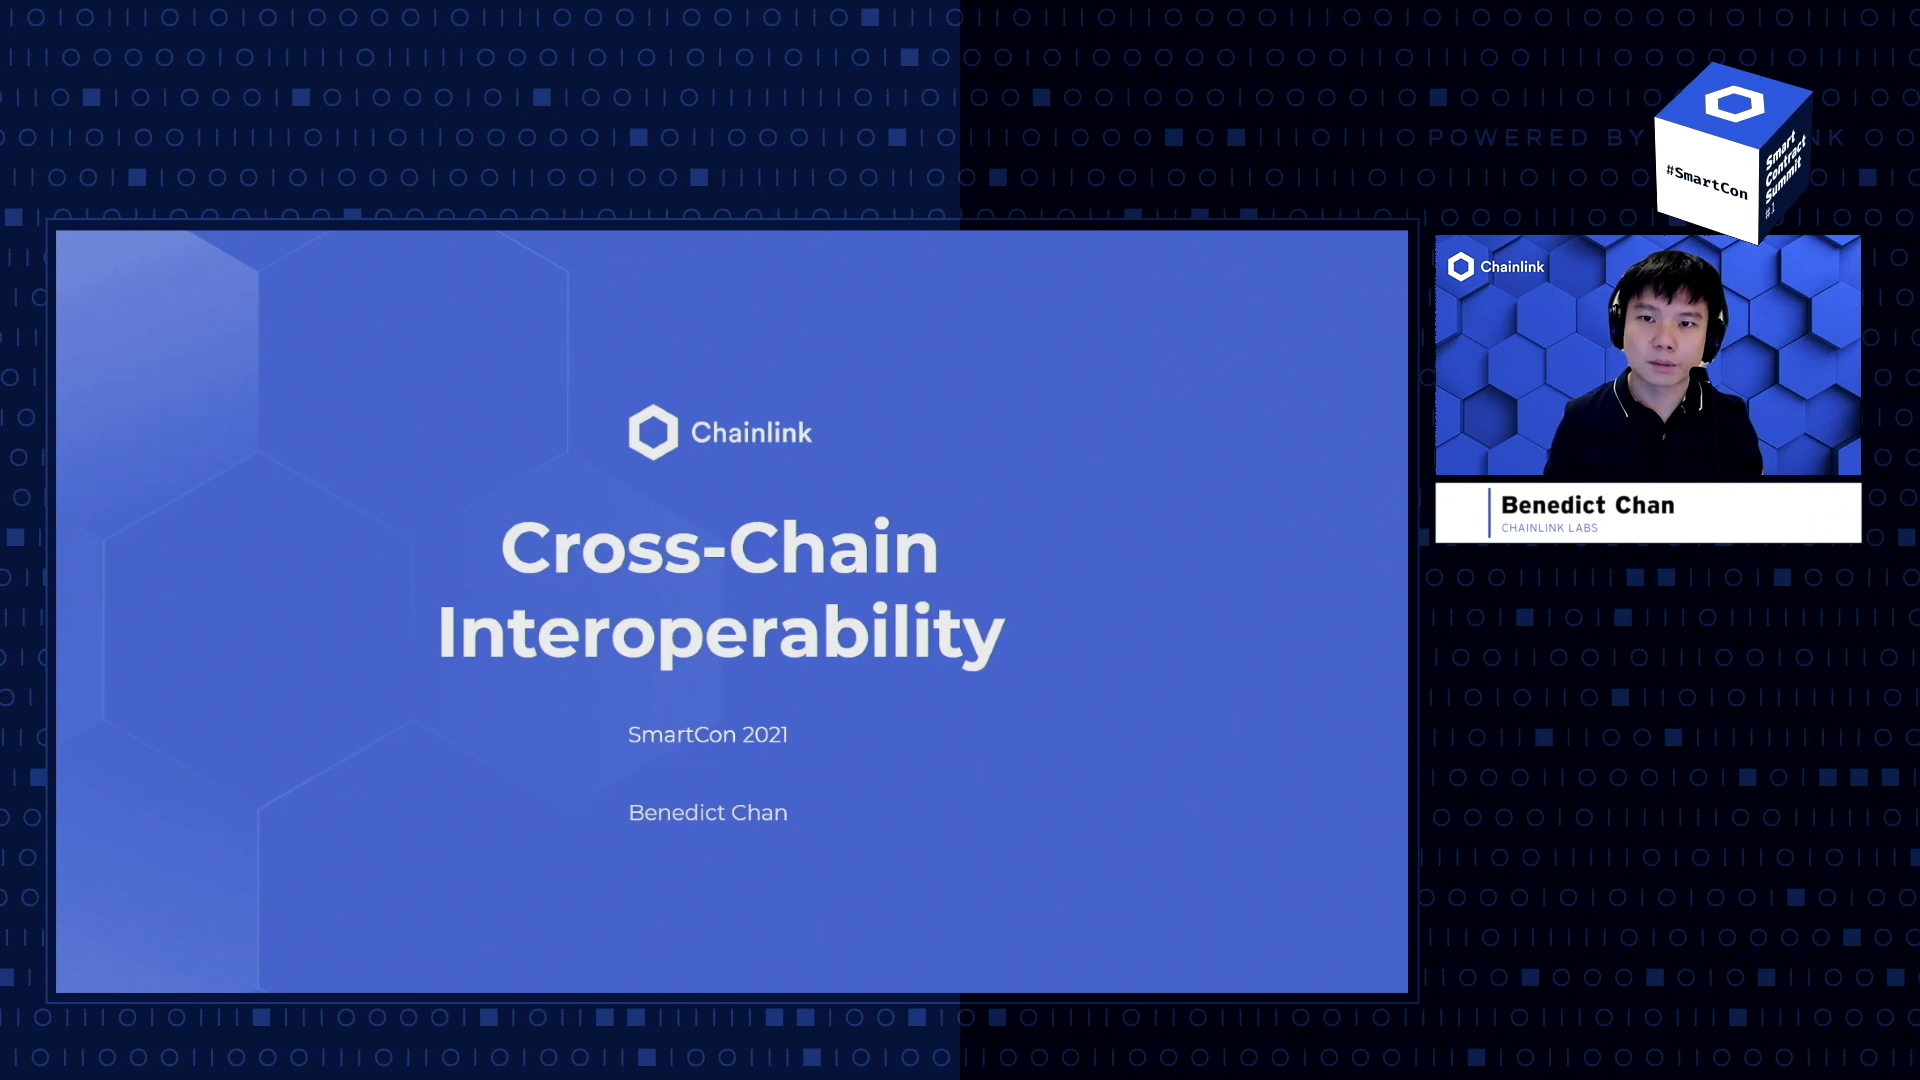 POWERED BY
#SmartCon
Smart
Contract
Summit
#1
Chainlink
Cross-Chain
Interoperability
SmartCon 2021
Benedict Chan
Chainlink
Benedict Chan
CHAINLINK LABS